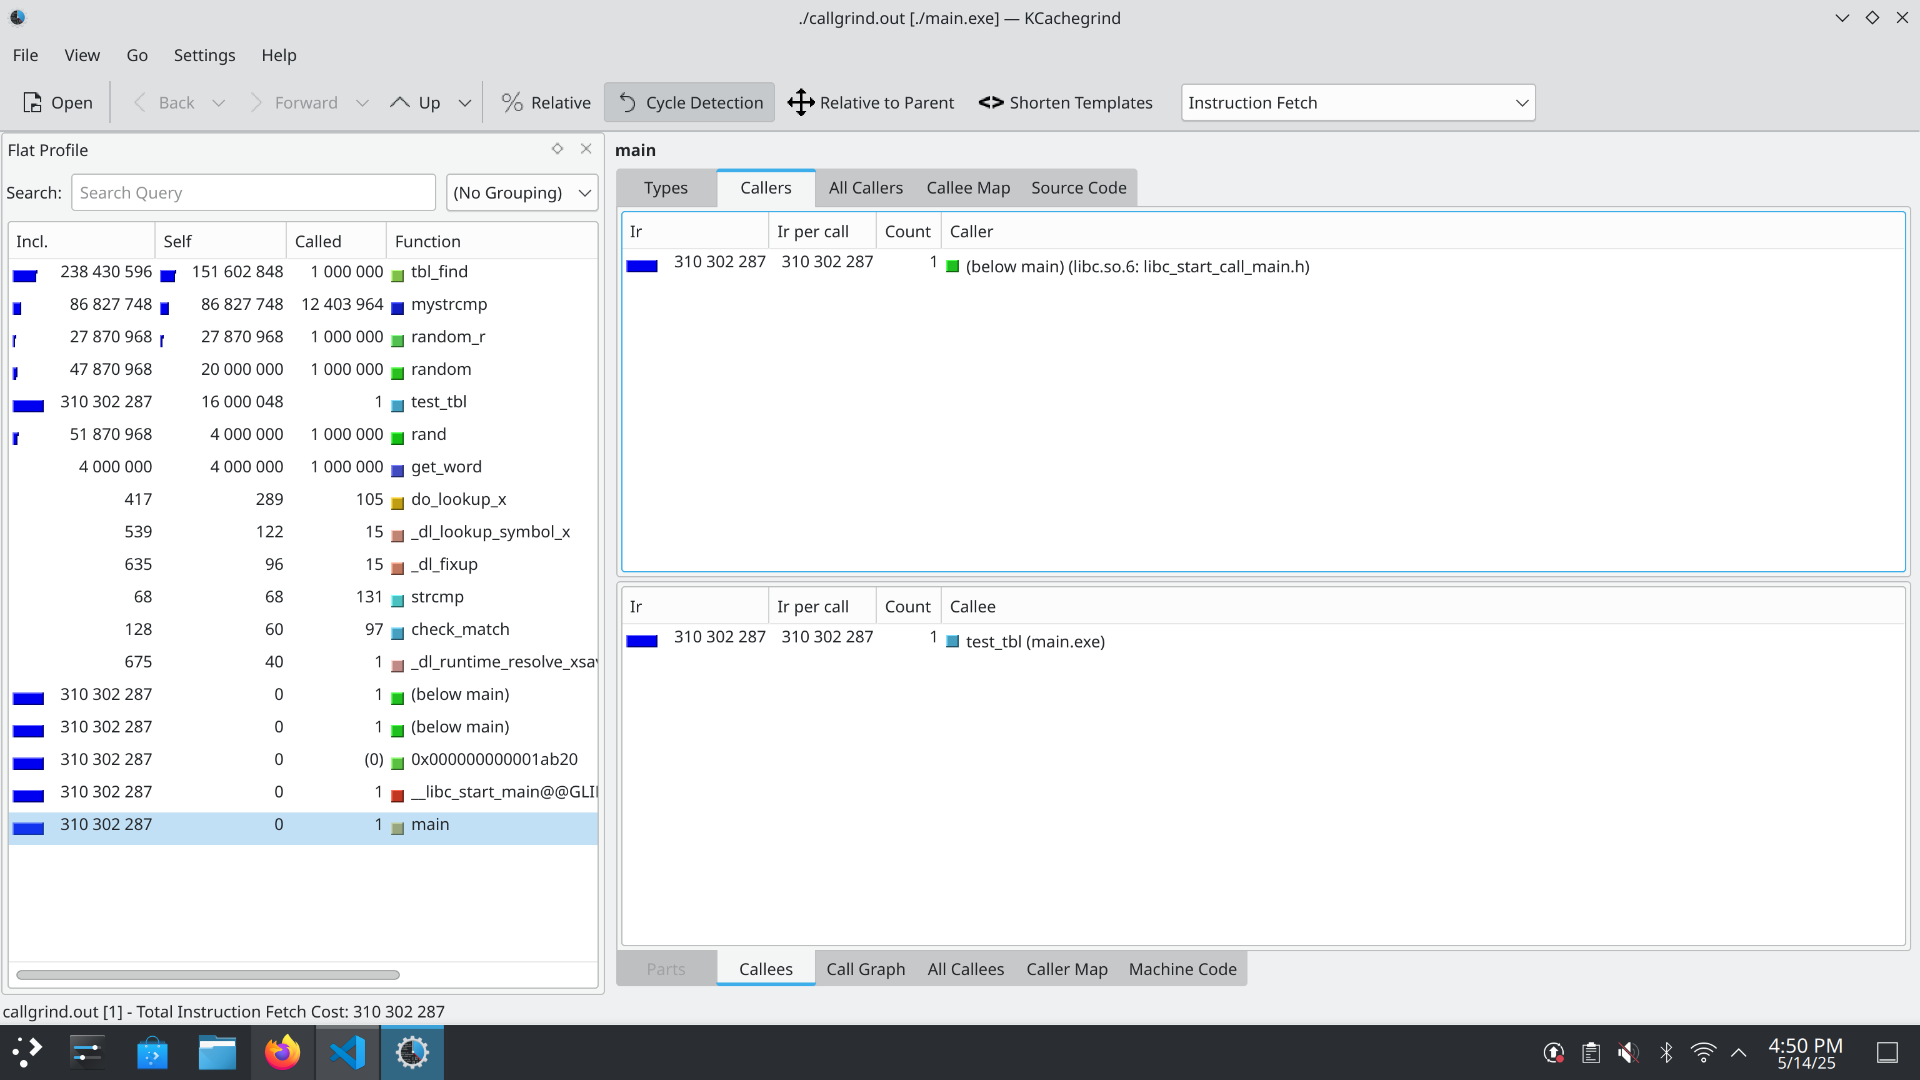 ./callgrind.out [./main.exe] — KCachegrind
File View Go Settings Help
Open Back Forward Up Relative Cycle Detection Relative to Parent Shorten Templates Instruction Fetch
Flat Profile
Search: Search Query (No Grouping)
Incl. Self Called Function
238 430 596 151 602 848 1 000 000 tbl_find
86 827 748 86 827 748 12 403 964 mystrcmp
27 870 968 27 870 968 1 000 000 random_r
47 870 968 20 000 000 1 000 000 random
310 302 287 16 000 048 1 test_tbl
51 870 968 4 000 000 1 000 000 rand
4 000 000 4 000 000 1 000 000 get_word
417 289 105 do_lookup_x
539 122 15 _dl_lookup_symbol_x
635 96 15 _dl_fixup
68 68 131 strcmp
128 60 97 check_match
675 40 1 _dl_runtime_resolve_xsav
310 302 287 0 1 (below main)
310 302 287 0 1 (below main)
310 302 287 0 (0) 0x000000000001ab20
310 302 287 0 1 __libc_start_main@@GLI
310 302 287 0 1 main
main
Types Callers All Callers Callee Map Source Code
Ir Ir per call Count Caller
310 302 287 310 302 287 1 (below main) (libc.so.6: libc_start_call_main.h)
Ir Ir per call Count Callee
310 302 287 310 302 287 1 test_tbl (main.exe)
Parts Callees Call Graph All Callees Caller Map Machine Code
callgrind.out [1] - Total Instruction Fetch Cost: 310 302 287
4:50 PM
5/14/25